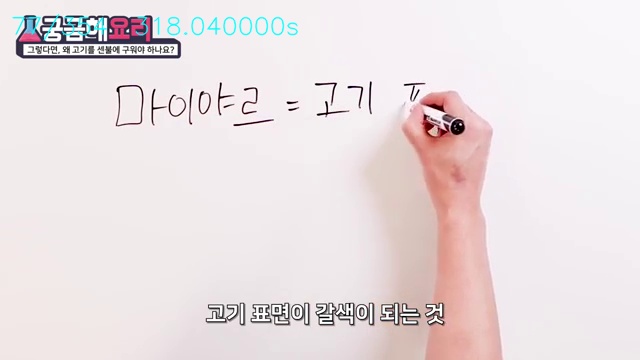 318.040000s
궁금해요리
그렇다면, 왜 고기를 센불에 구워야 하나요?
마이야르 = 고기 표
고기 표면이 갈색이 되는 것